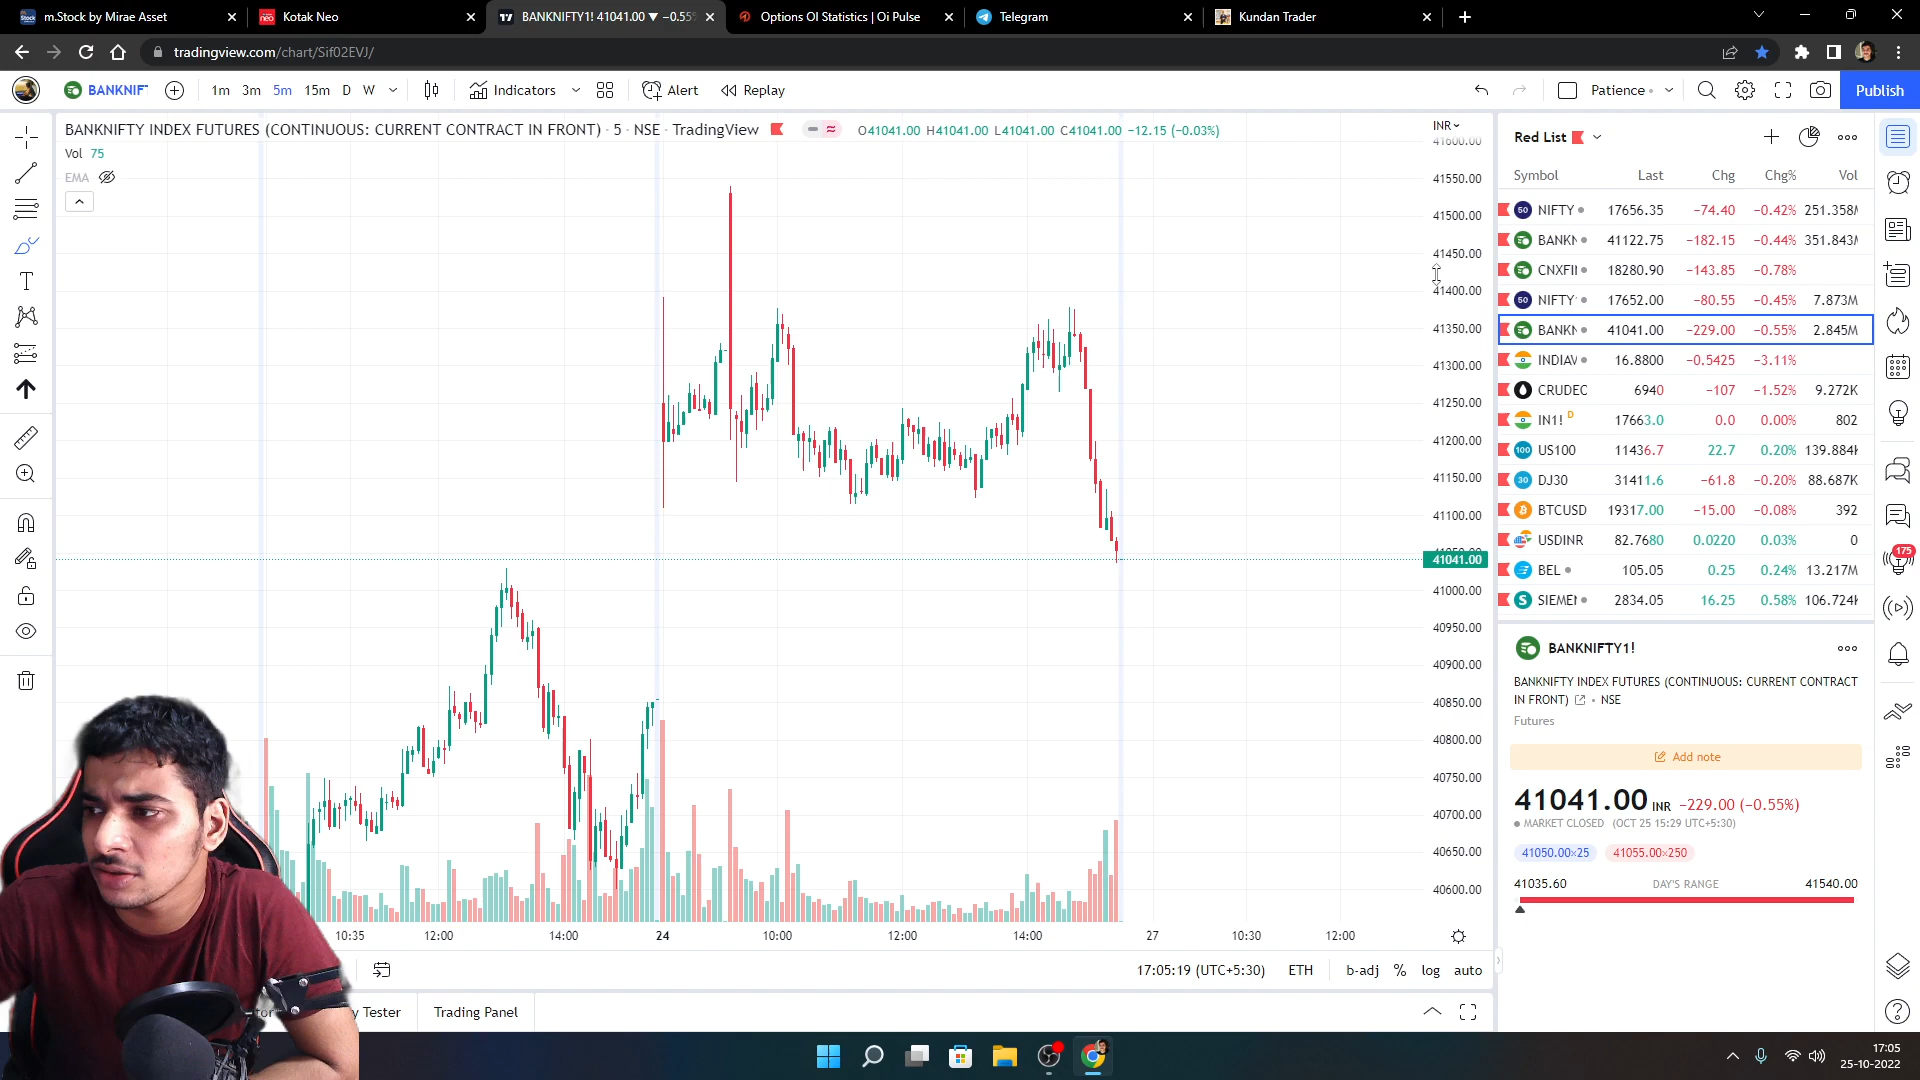 m.Stock by Mirae Asset
Kotak Neo
BANKNIFTY1! 41041.00 ▼ −0.55%
Options OI Statistics | Oi Pulse
Telegram
Kundan Trader
tradingview.com/chart/Sif02EVJ/
BANKNIF
1m 3m 5m 15m D W
Indicators
Alert
Replay
Patience
Publish
BANKNIFTY INDEX FUTURES (CONTINUOUS: CURRENT CONTRACT IN FRONT) · 5 · NSE · TradingView
O41041.00 H41041.00 L41041.00 C41041.00 −12.15 (−0.03%)
Vol 75
EMA
INR
41600.00
41550.00
41500.00
41450.00
41400.00
41350.00
41300.00
41250.00
41200.00
41150.00
41100.00
41041.00
41000.00
40950.00
40900.00
40850.00
40800.00
40750.00
40700.00
40650.00
40600.00
10:35 12:00 14:00 24 10:00 12:00 14:00 27 10:30 12:00
17:05:19 (UTC+5:30) ETH b-adj % log auto
Tester
Trading Panel
Red List
Symbol Last Chg Chg% Vol
50 NIFTY 17656.35 −74.40 −0.42% 251.358
BANKN 41122.75 −182.15 −0.44% 351.843
CNXFI 18280.90 −143.85 −0.78%
50 NIFTY 17652.00 −80.55 −0.45% 7.873M
BANKN 41041.00 −229.00 −0.55% 2.845M
INDIAV 16.8800 −0.5425 −3.11%
CRUDEC 6940 −107 −1.52% 9.272K
IN1! D 17663.0 0.0 0.00% 802
100 US100 11436.7 22.7 0.20% 139.884K
30 DJ30 31411.6 −61.8 −0.20% 88.687K
BTCUSD 19317.00 −15.00 −0.08% 392
USDINR 82.7680 0.0220 0.03% 0
BEL 105.05 0.25 0.24% 13.217M
S SIEMEN 2834.05 16.25 0.58% 106.724K
175
BANKNIFTY1!
BANKNIFTY INDEX FUTURES (CONTINUOUS: CURRENT CONTRACT
IN FRONT) • NSE
Futures
Add note
41041.00 INR −229.00 (−0.55%)
MARKET CLOSED (OCT 25 15:29 UTC+5:30)
41050.00×25 41055.00×250
41035.60 DAY'S RANGE 41540.00
17:05
25-10-2022